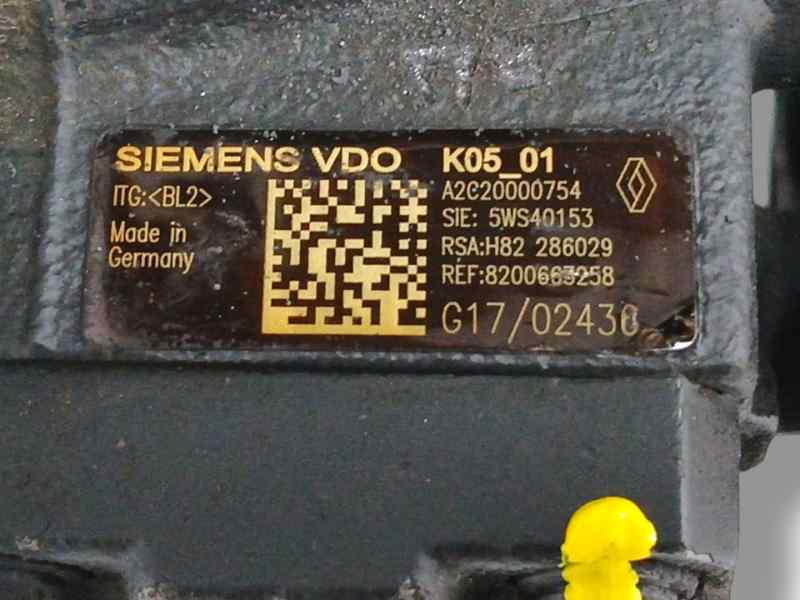 SIEMENS VDO K05_01
ITG:<BL2>
A2C20000754
SIE: 5WS40153
Made in
Germany
RSA:H82 286029
REF:8200663258
G17/02430